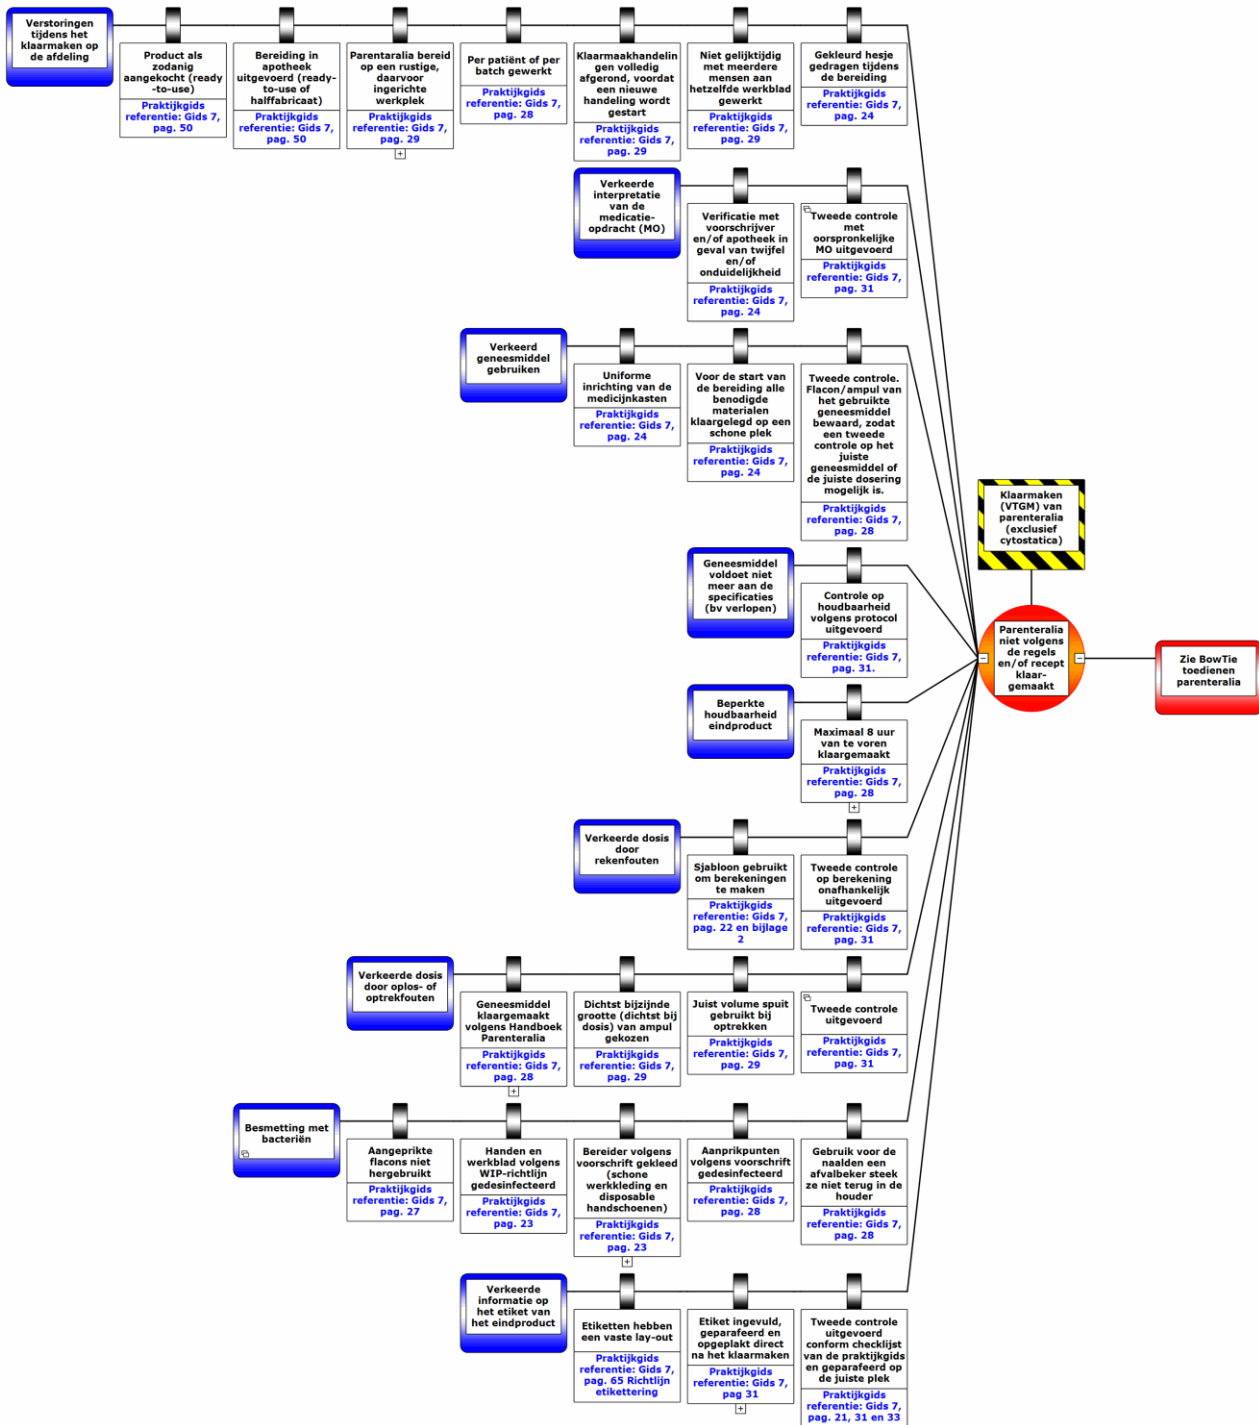 Verstoringen
tijdens het
klaarmaken op
de afdeling
Product als
zodanig
aangekocht (ready
-to-use)
Praktijkgids
referentie: Gids 7,
pag. 50
Bereiding in
apotheek
uitgevoerd (ready-
to-use of
halffabricaat)
Praktijkgids
referentie: Gids 7,
pag. 50
Parentaralia bereid
op een rustige,
daarvoor
ingerichte
werkplek
Praktijkgids
referentie: Gids 7,
pag. 29
Per patiënt of per
batch gewerkt
Praktijkgids
referentie: Gids 7,
pag. 28
Klaarmaakhandelin
gen volledig
afgerond, voordat
een nieuwe
handeling wordt
gestart
Praktijkgids
referentie: Gids 7,
pag. 29
Niet gelijktijdig
met meerdere
mensen aan
hetzelfde werkblad
gewerkt
Praktijkgids
referentie: Gids 7,
pag. 29
Gekleurd hesje
gedragen tijdens
de bereiding
Praktijkgids
referentie: Gids 7,
pag. 24
Verkeerde
interpretatie
van de
medicatie-
opdracht (MO)
Verificatie met
voorschrijver
en/of apotheek in
geval van twijfel
en/of
onduidelijkheid
Praktijkgids
referentie: Gids 7,
pag. 24
Tweede controle
met
oorspronkelijke
MO uitgevoerd
Praktijkgids
referentie: Gids 7,
pag. 31
Verkeerd
geneesmiddel
gebruiken
Uniforme
inrichting van de
medicijnkasten
Praktijkgids
referentie: Gids 7,
pag. 24
Voor de start van
de bereiding alle
benodigde
materialen
klaargelegd op een
schone plek
Praktijkgids
referentie: Gids 7,
pag. 24
Tweede controle.
Flacon/ampul van
het gebruikte
geneesmiddel
bewaard, zodat
een tweede
controle op het
juiste
geneesmiddel of
de juiste dosering
mogelijk is.
Praktijkgids
referentie: Gids 7,
pag. 28
Klaarmaken
(VTGM) van
parenteralia
(exclusief
cytostatica)
Geneesmiddel
voldoet niet
meer aan de
specificaties
(bv verlopen)
Controle op
houdbaarheid
volgens protocol
uitgevoerd
Praktijkgids
referentie: Gids 7,
pag. 31.
Parenteralia
niet volgens
de regels
en/of recept
klaar-
gemaakt
Zie BowTie
toedienen
parenteralia
Beperkte
houdbaarheid
eindproduct
Maximaal 8 uur
van te voren
klaargemaakt
Praktijkgids
referentie: Gids 7,
pag. 28
Verkeerde dosis
door
rekenfouten
Sjabloon gebruikt
om berekeningen
te maken
Praktijkgids
referentie: Gids 7,
pag. 22 en bijlage
2
Tweede controle
op berekening
onafhankelijk
uitgevoerd
Praktijkgids
referentie: Gids 7,
pag. 31
Verkeerde dosis
door oplos- of
optrekfouten
Geneesmiddel
klaargemaakt
volgens Handboek
Parenteralia
Praktijkgids
referentie: Gids 7,
pag. 28
Dichtst bijzijnde
grootte (dichtst bij
dosis) van ampul
gekozen
Praktijkgids
referentie: Gids 7,
pag. 29
Juist volume spuit
gebruikt bij
optrekken
Praktijkgids
referentie: Gids 7,
pag. 29
Tweede controle
uitgevoerd
Praktijkgids
referentie: Gids 7,
pag. 31
Besmetting met
bacteriën
Aangeprikte
flacons niet
hergebruikt
Praktijkgids
referentie: Gids 7,
pag. 27
Handen en
werkblad volgens
WIP-richtlijn
gedesinfecteerd
Praktijkgids
referentie: Gids 7,
pag. 23
Bereider volgens
voorschrift gekleed
(schone
werkkleding en
disposable
handschoenen)
Praktijkgids
referentie: Gids 7,
pag. 23
Aanprikpunten
volgens voorschrift
gedesinfecteerd
Praktijkgids
referentie: Gids 7,
pag. 28
Gebruik voor de
naalden een
afvalbeker steek
ze niet terug in de
houder
Praktijkgids
referentie: Gids 7,
pag. 28
Verkeerde
informatie op
het etiket van
het eindproduct
Etiketten hebben
een vaste lay-out
Praktijkgids
referentie: Gids 7,
pag. 65 Richtlijn
etikettering
Etiket ingevuld,
geparafeerd en
opgeplakt direct
na het klaarmaken
Praktijkgids
referentie: Gids 7,
pag 31
Tweede controle
uitgevoerd
conform checklijst
van de praktijkgids
en geparafeerd op
de juiste plek
Praktijkgids
referentie: Gids 7,
pag. 21, 31 en 33